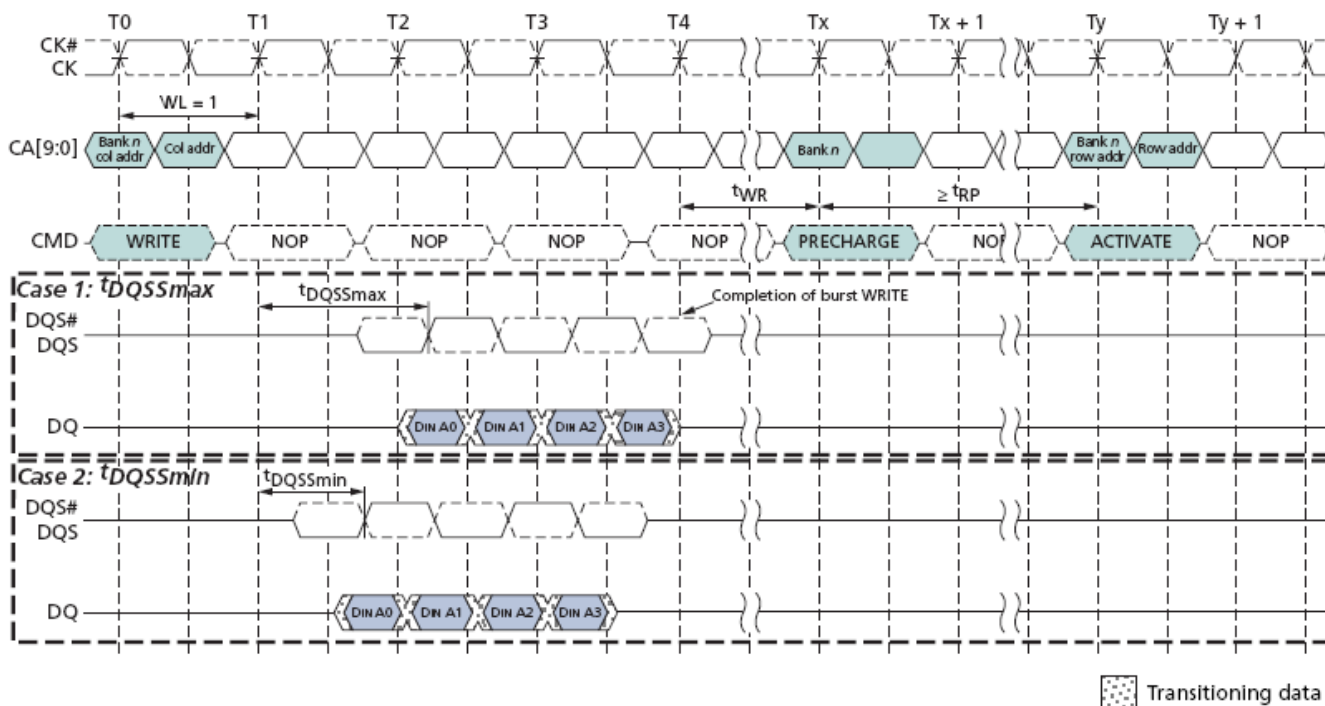 T0 T1 T2 T3 T4 Tx Tx + 1 Ty Ty + 1
CK#
CK
WL = 1
CA[9:0] Bank n col addr Col addr Bank n Bank n row addr Row addr
tWR ≥ tRP
CMD WRITE NOP NOP NOP NOP PRECHARGE NOP ACTIVATE NOP
Case 1: tDQSSmax
tDQSSmax Completion of burst WRITE
DQS#
DQS
DQ DIN A0 DIN A1 DIN A2 DIN A3
Case 2: tDQSSmin
tDQSSmin
DQS#
DQS
DQ DIN A0 DIN A1 DIN A2 DIN A3
Transitioning data